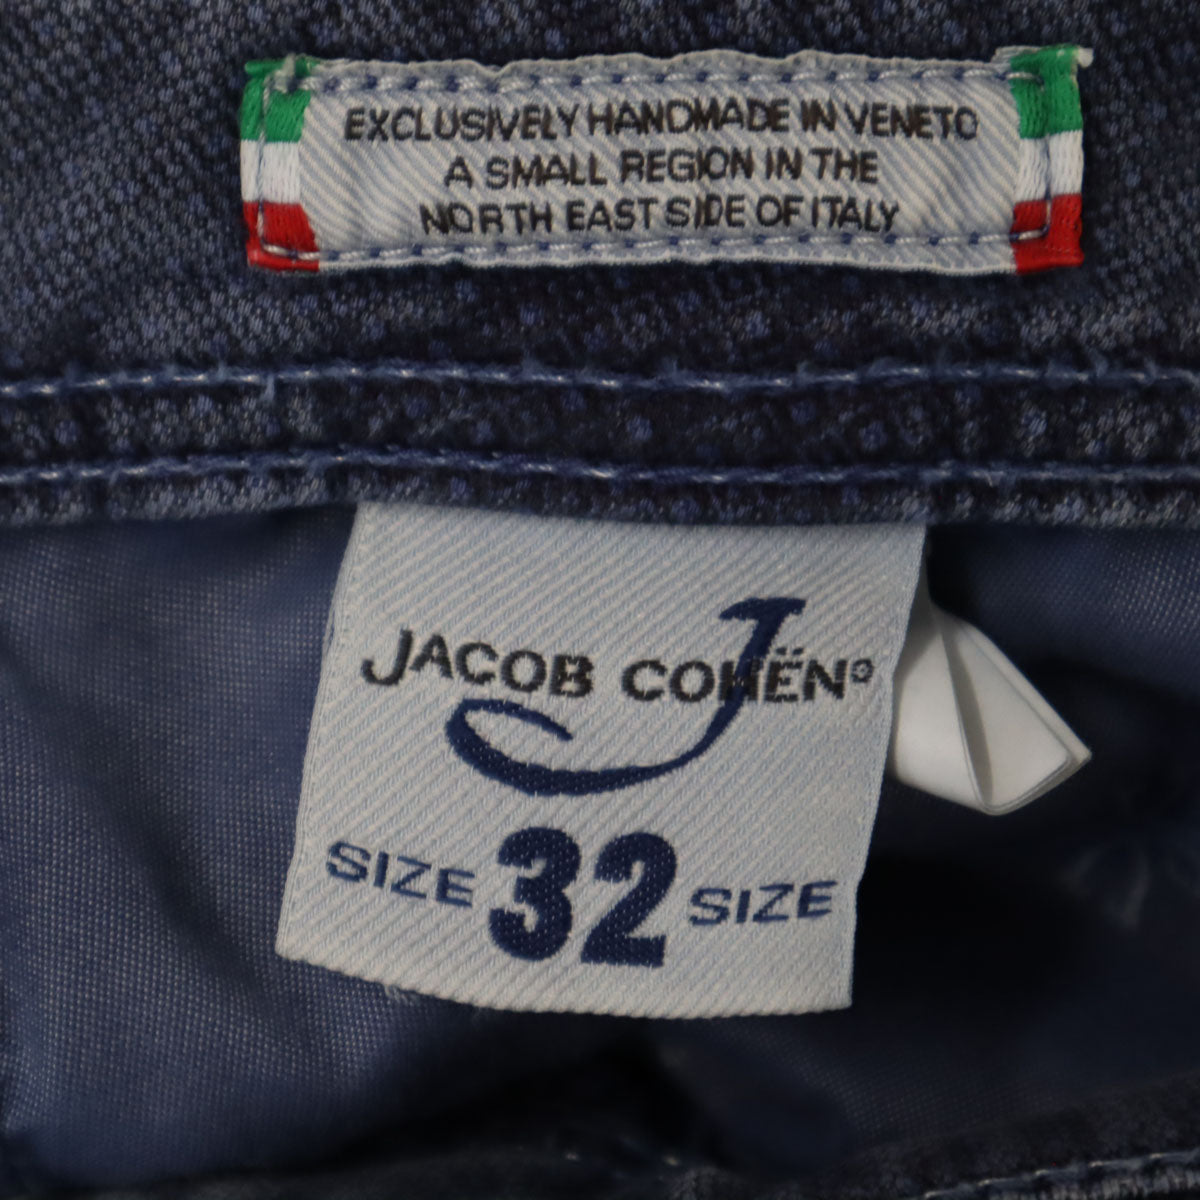 EXCLUSIVELY HANDMADE IN VENETO
A SMALL REGION IN THE
NORTH EAST SIDE OF ITALY
J
JACOB COHËN®
SIZE 32 SIZE